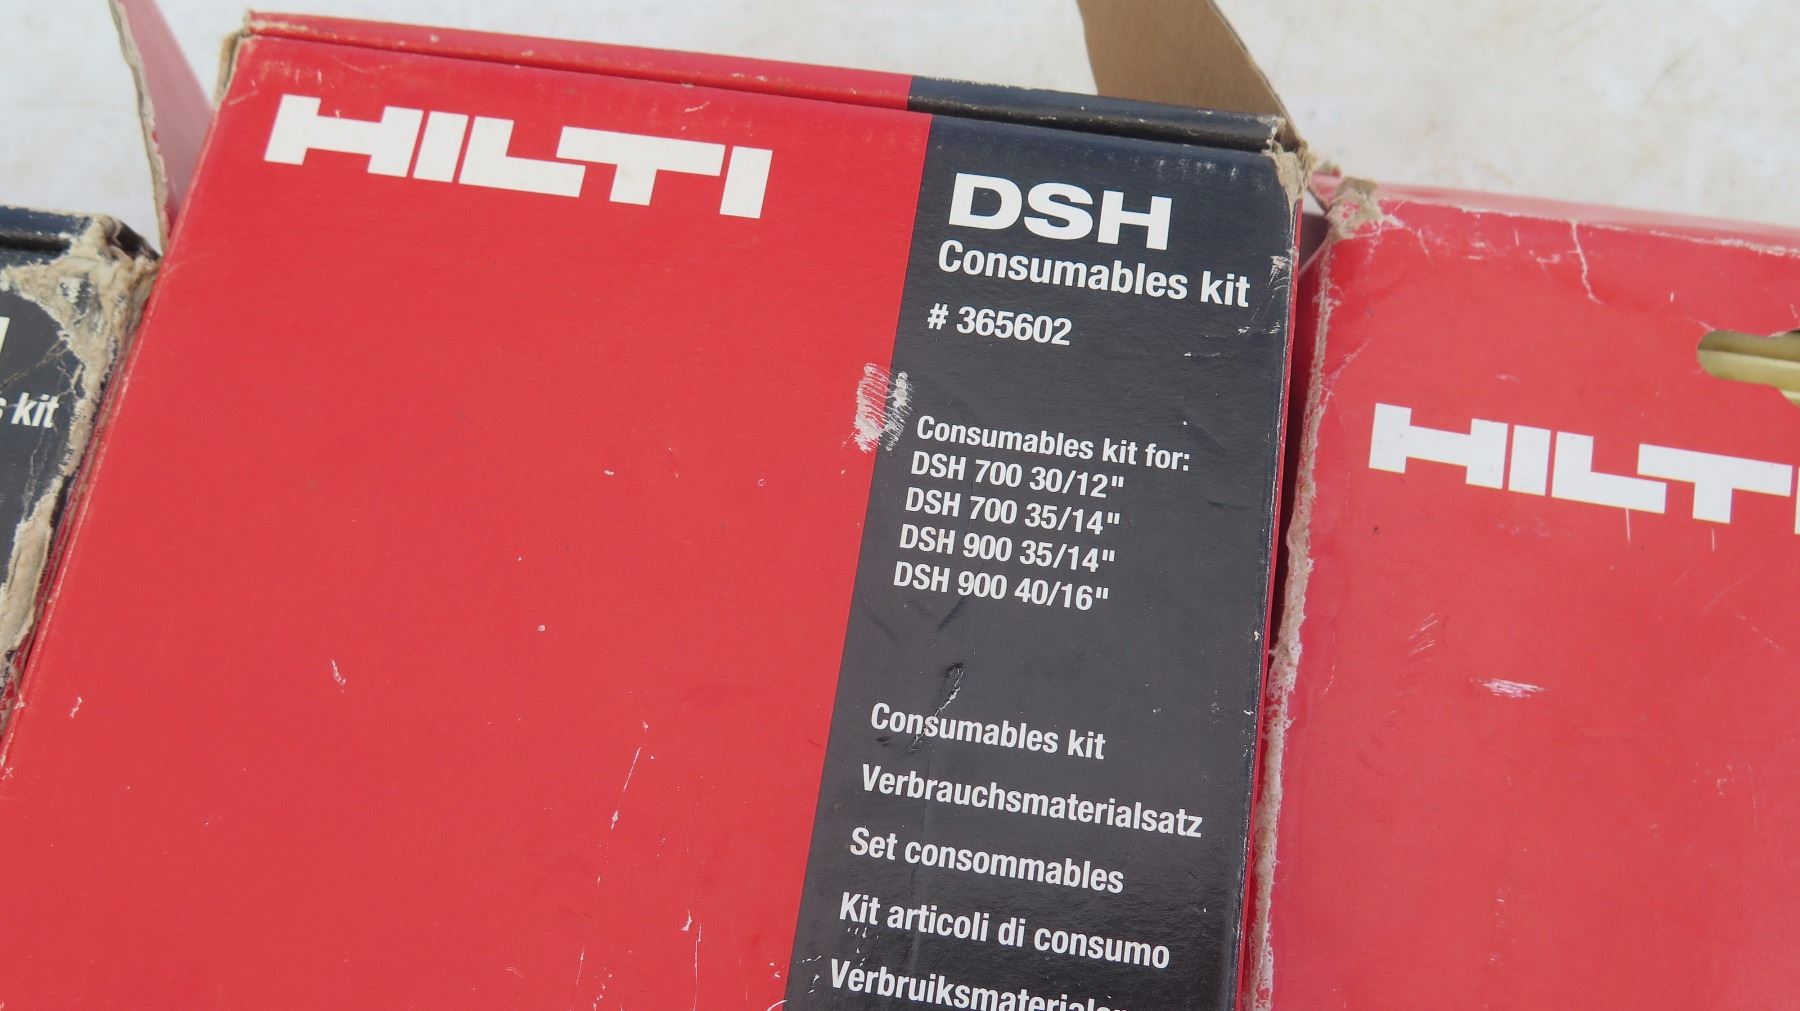 HILTI
DSH
Consumables kit
# 365602
Consumables kit for:
DSH 700 30/12"
DSH 700 35/14"
DSH 900 35/14"
DSH 900 40/16"
Consumables kit
Verbrauchsmaterialsatz
Set consommables
Kit articoli di consumo
kit
HILTI